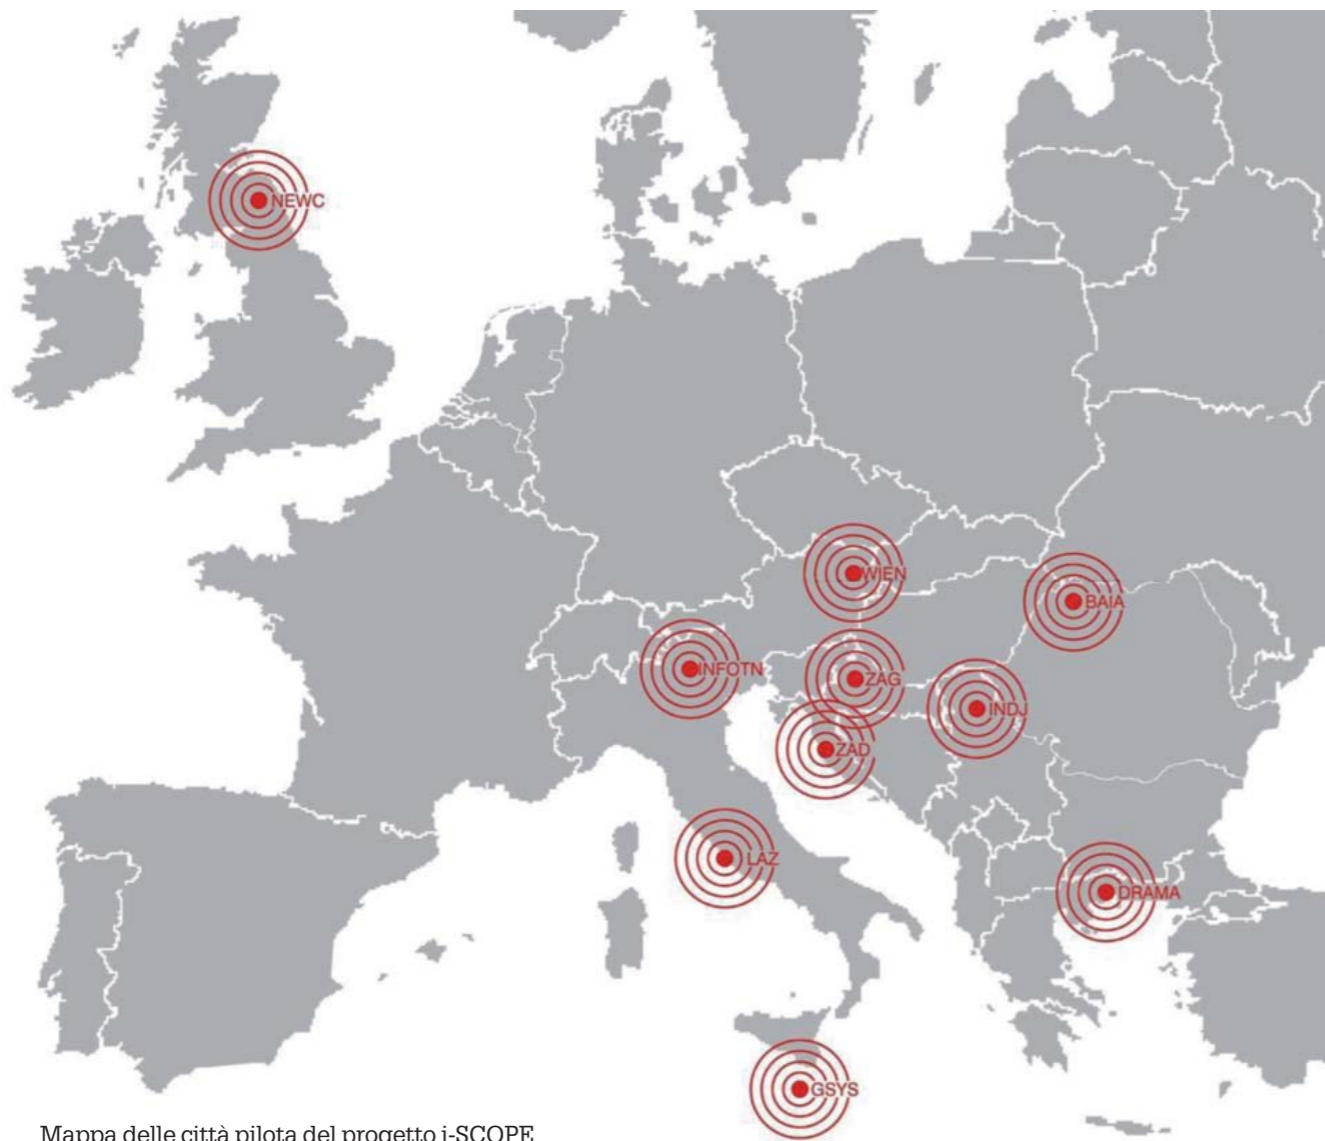 NEWC
WIEN
BAIA
INFOTN
ZAG
INDJ
ZAD
LAZ
DRAMA
GSYS
Mappa delle città pilota del progetto i-SCOPE